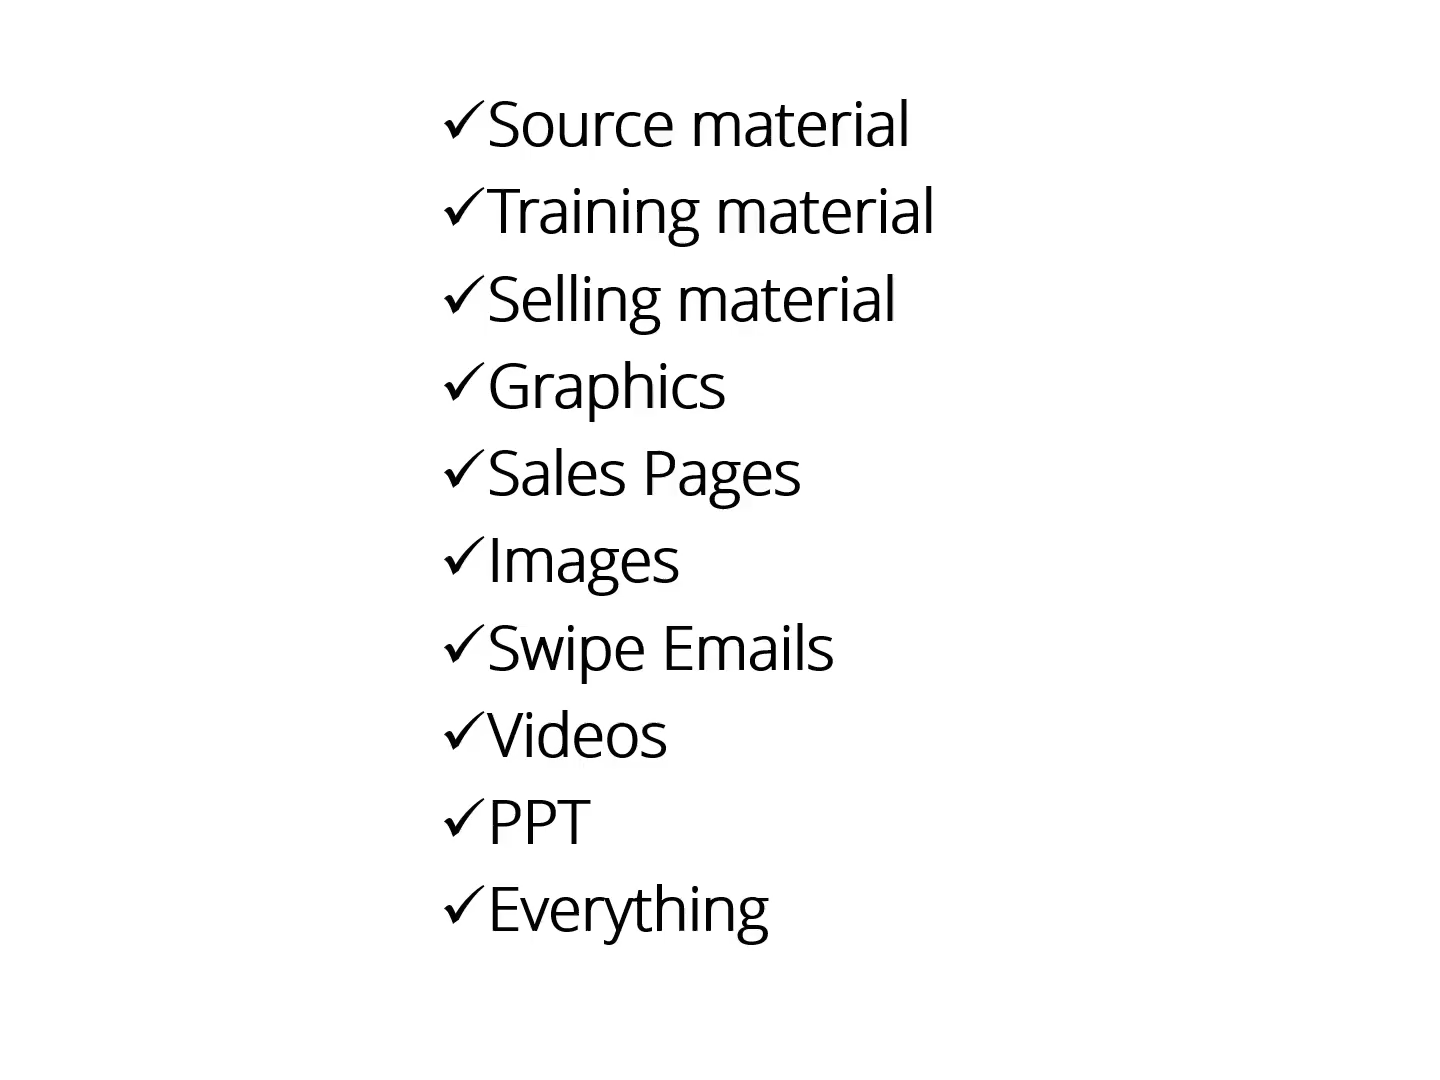 ✓Source material
✓Training material
✓Selling material
✓Graphics
✓Sales Pages
✓Images
✓Swipe Emails
✓Videos
✓PPT
✓Everything